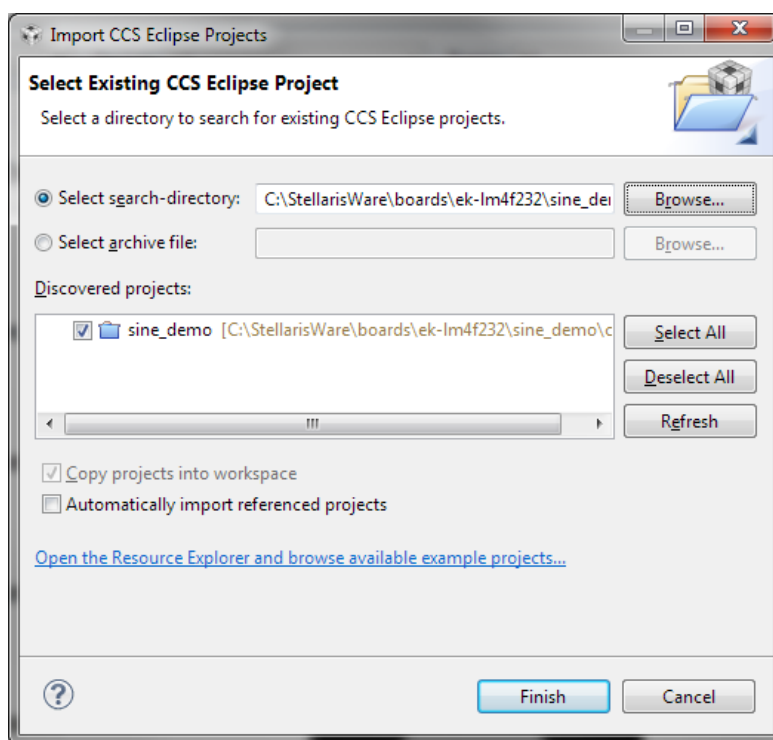 Import CCS Eclipse Projects
Select Existing CCS Eclipse Project
Select a directory to search for existing CCS Eclipse projects.
Select search-directory: C:\StellarisWare\boards\ek-lm4f232\sine_de Browse...
Select archive file: Browse...
Discovered projects:
sine_demo [C:\StellarisWare\boards\ek-lm4f232\sine_demo\c Select All
Deselect All
Refresh
Copy projects into workspace
Automatically import referenced projects
Open the Resource Explorer and browse available example projects...
Finish Cancel